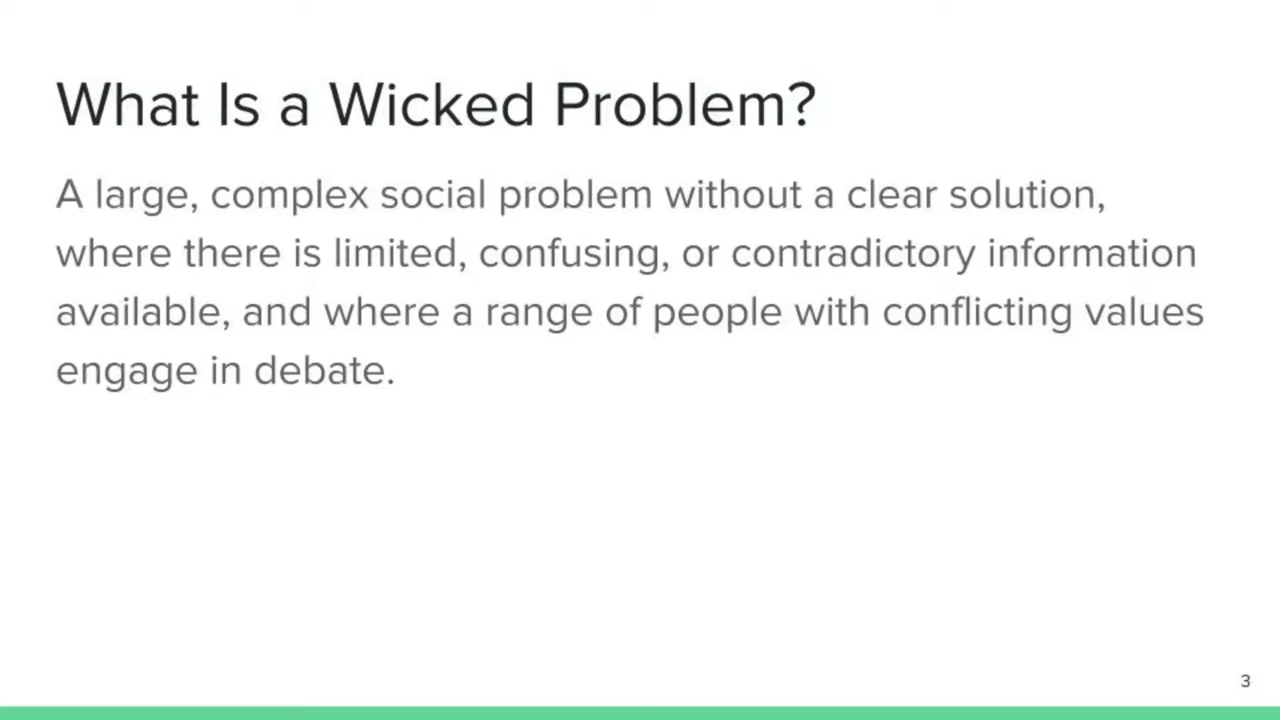 What Is a Wicked Problem?
A large, complex social problem without a clear solution,
where there is limited, confusing, or contradictory information
available, and where a range of people with conflicting values
engage in debate.
3